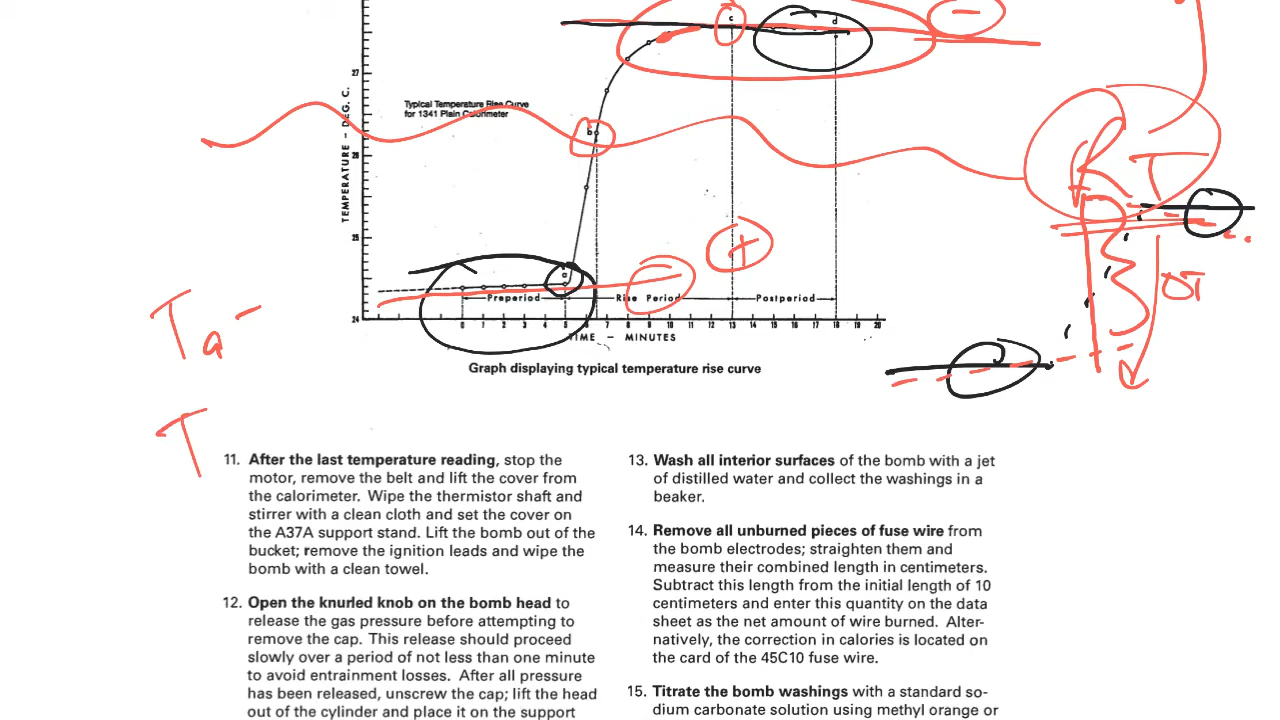 c
d
27
Typical Temperature Rise Curve
for 1341 Plain Calorimeter
b
26
TEMPERATURE – DEG. C.
25
a
Preperiod
Rise Period
Postperiod
24
0 1 2 3 4 5 6 7 8 9 10 11 12 13 14 15 16 17 18 19 20
TIME – MINUTES
Graph displaying typical temperature rise curve
–
+
RT
ΔT
Ta -
T
11. After the last temperature reading, stop the
motor, remove the belt and lift the cover from
the calorimeter. Wipe the thermistor shaft and
stirrer with a clean cloth and set the cover on
the A37A support stand. Lift the bomb out of the
bucket; remove the ignition leads and wipe the
bomb with a clean towel.
12. Open the knurled knob on the bomb head to
release the gas pressure before attempting to
remove the cap. This release should proceed
slowly over a period of not less than one minute
to avoid entrainment losses. After all pressure
has been released, unscrew the cap; lift the head
out of the cylinder and place it on the support
13. Wash all interior surfaces of the bomb with a jet
of distilled water and collect the washings in a
beaker.
14. Remove all unburned pieces of fuse wire from
the bomb electrodes; straighten them and
measure their combined length in centimeters.
Subtract this length from the initial length of 10
centimeters and enter this quantity on the data
sheet as the net amount of wire burned. Alter-
natively, the correction in calories is located on
the card of the 45C10 fuse wire.
15. Titrate the bomb washings with a standard so-
dium carbonate solution using methyl orange or